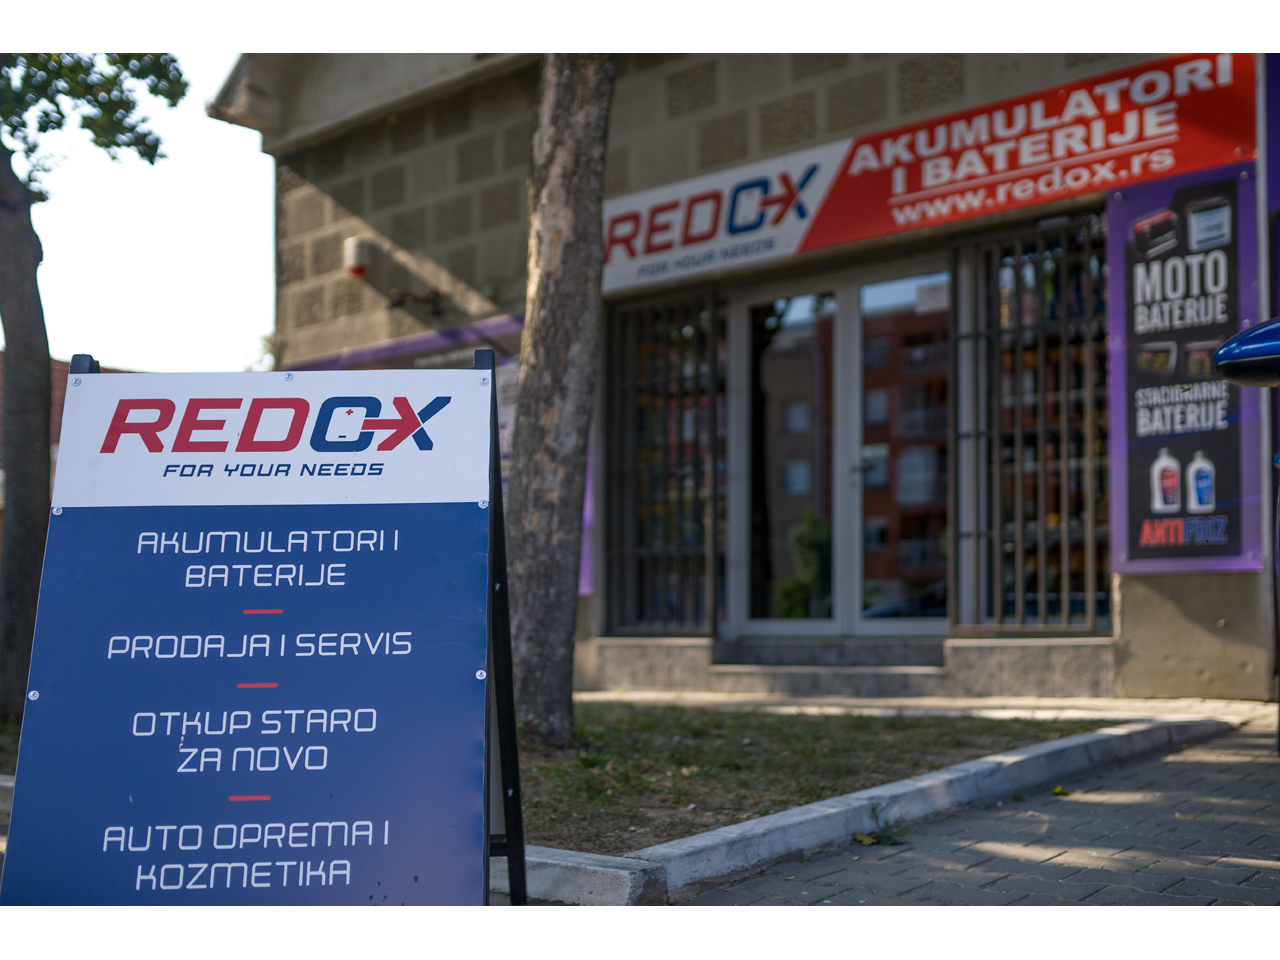 REDOX
FOR YOUR NEEDS
AKUMULATORI I
BATERIJE
PRODAJA I SERVIS
OTKUP STARO
ZA NOVO
AUTO OPREMA I
KOZMETIKA
REDOX
FOR YOUR NEEDS
AKUMULATORI
I BATERIJE
www.redox.rs
MOTO
BATERIJE
STACIONARNE
BATERIJE
ANTIFRIZ